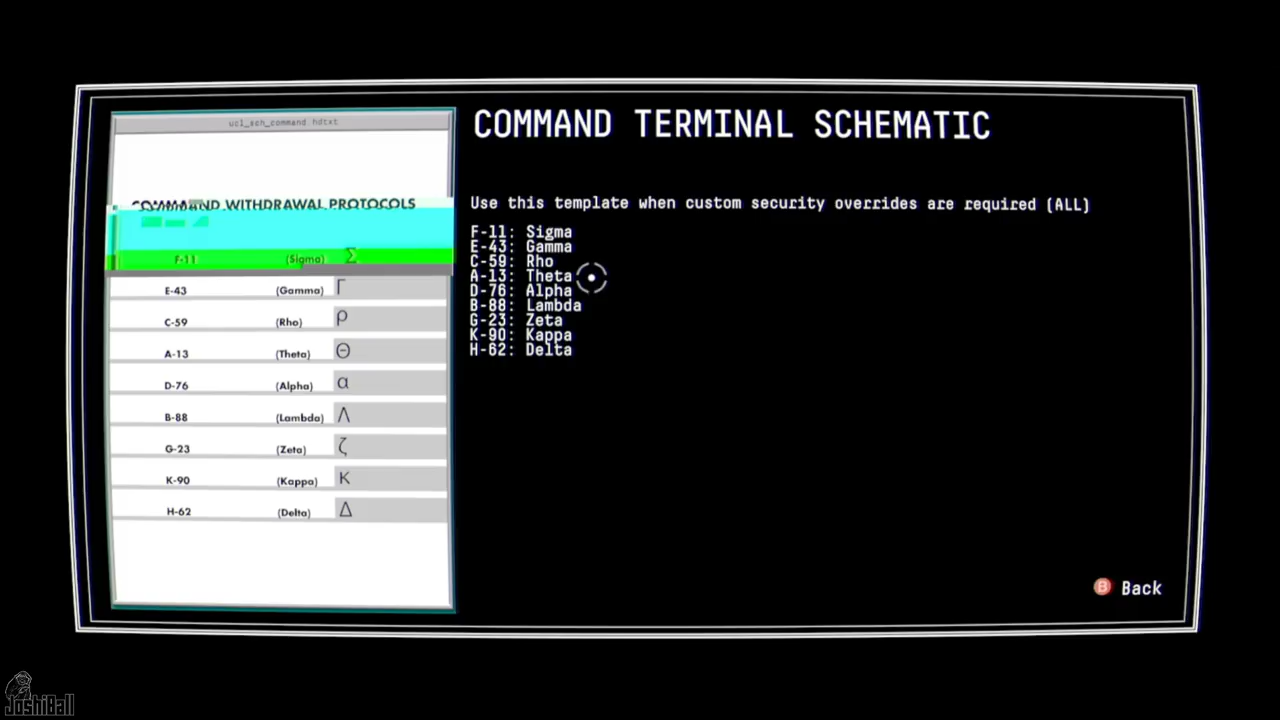 ucl_sch_command.hdtxt
COMMAND WITHDRAWAL PROTOCOLS
F-11 (Sigma) Σ
E-43 (Gamma) Γ
C-59 (Rho) ρ
A-13 (Theta) Θ
D-76 (Alpha) α
B-88 (Lambda) Λ
G-23 (Zeta) ζ
K-90 (Kappa) K
H-62 (Delta) Δ
COMMAND TERMINAL SCHEMATIC
Use this template when custom security overrides are required (ALL)
F-11: Sigma
E-43: Gamma
C-59: Rho
A-13: Theta
D-76: Alpha
B-88: Lambda
G-23: Zeta
K-90: Kappa
H-62: Delta
B Back
JoshiBall